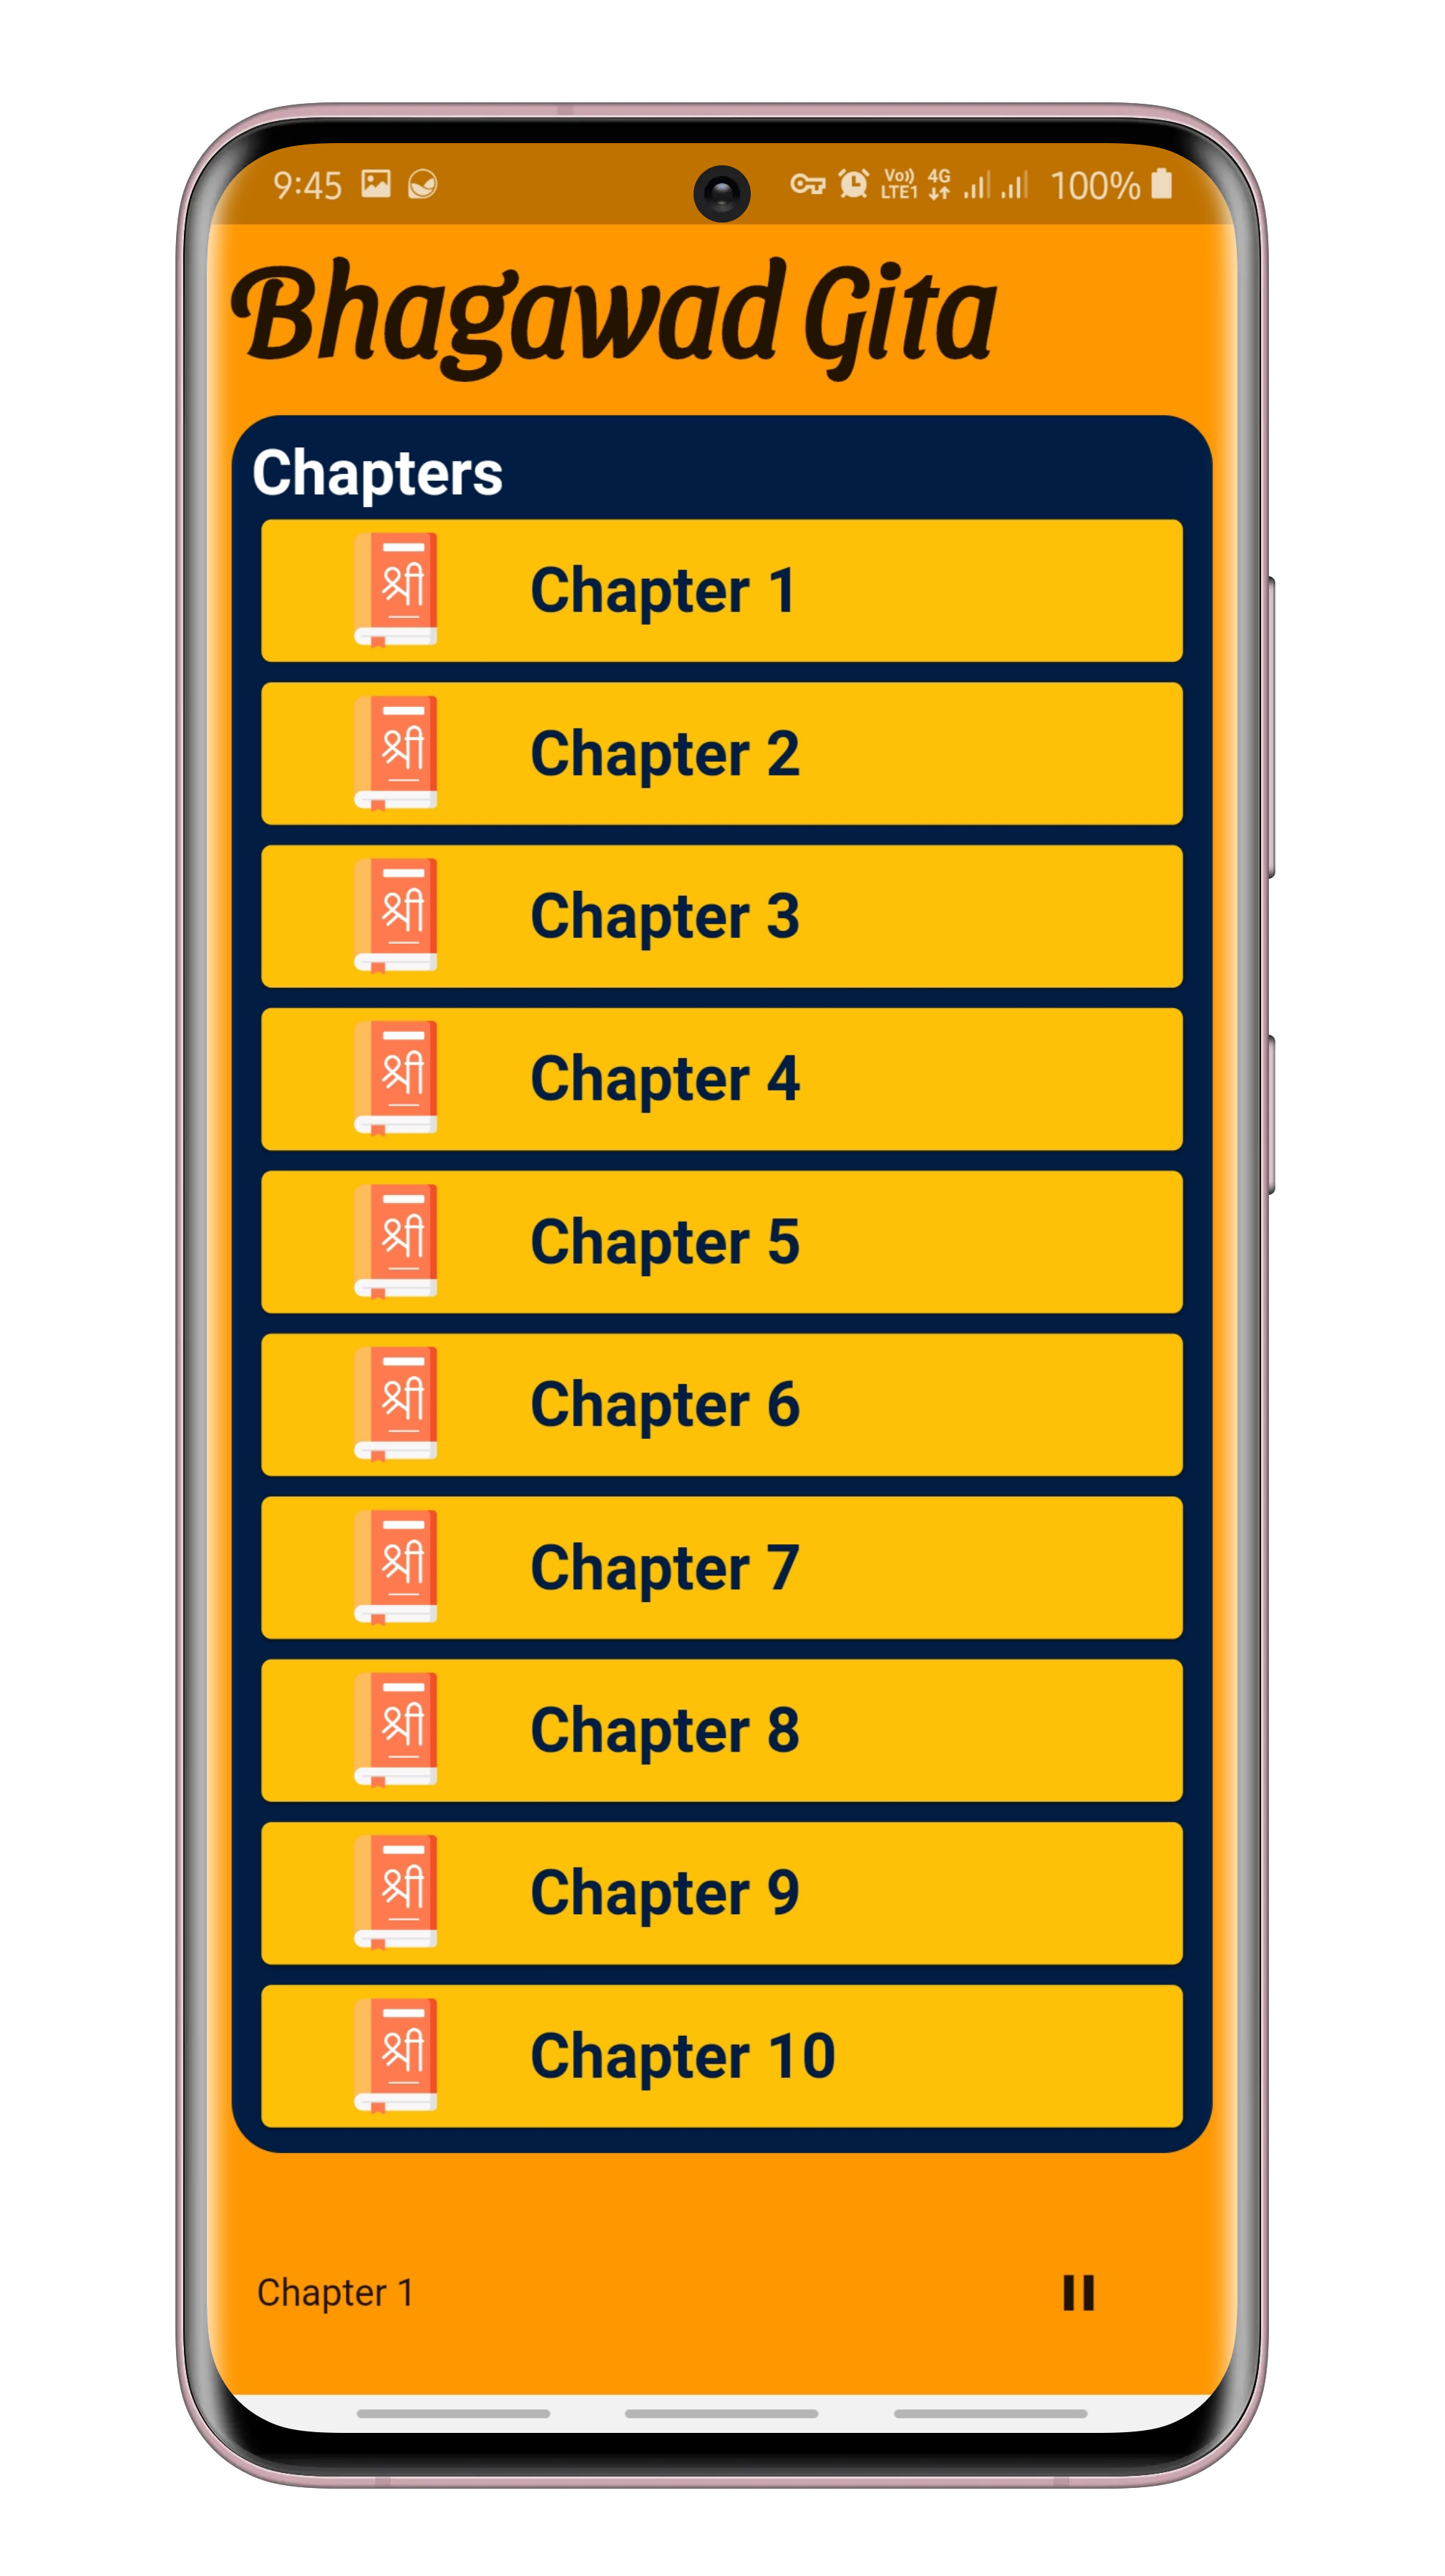 9:45 Vo)) LTE1 4G 100%
Bhagawad Gita
Chapters
श्री Chapter 1
श्री Chapter 2
श्री Chapter 3
श्री Chapter 4
श्री Chapter 5
श्री Chapter 6
श्री Chapter 7
श्री Chapter 8
श्री Chapter 9
श्री Chapter 10
Chapter 1